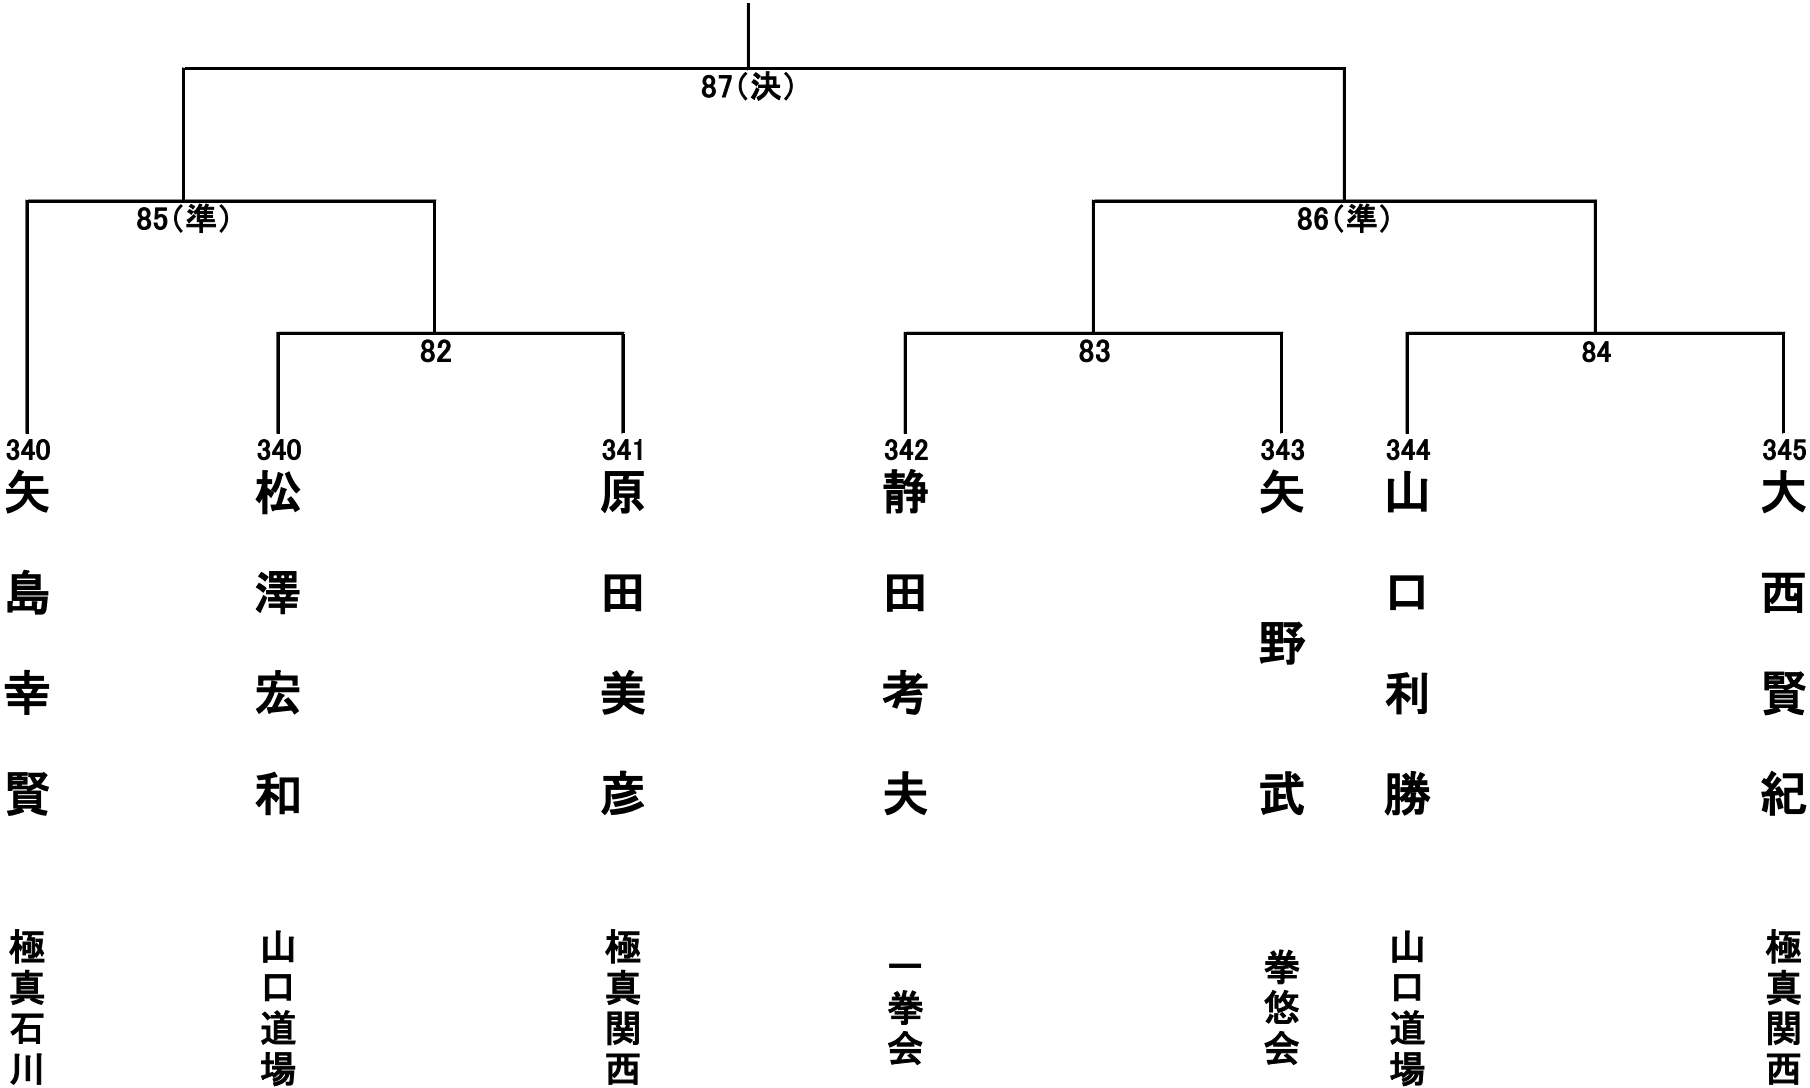 87(決)
85(準)
86(準)
82
83
84
340
340
341
342
343
344
345
矢島幸賢
松澤宏和
原田美彦
静田考夫
矢野武
山口利勝
大西賢紀
極真石川
山口道場
極真関西
一拳会
拳悠会
山口道場
極真関西